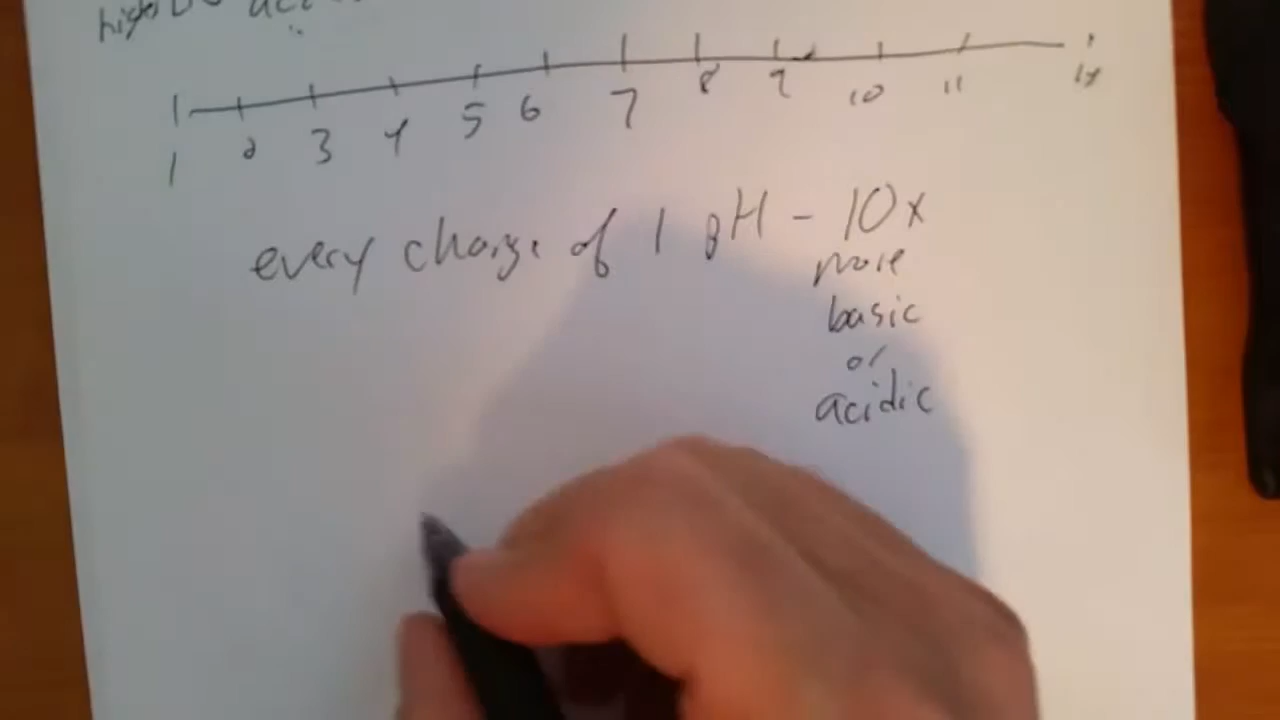 1 2 3 4 5 6 7 8 9 10 11 14
every change of 1 pH - 10x
more
basic
or
acidic